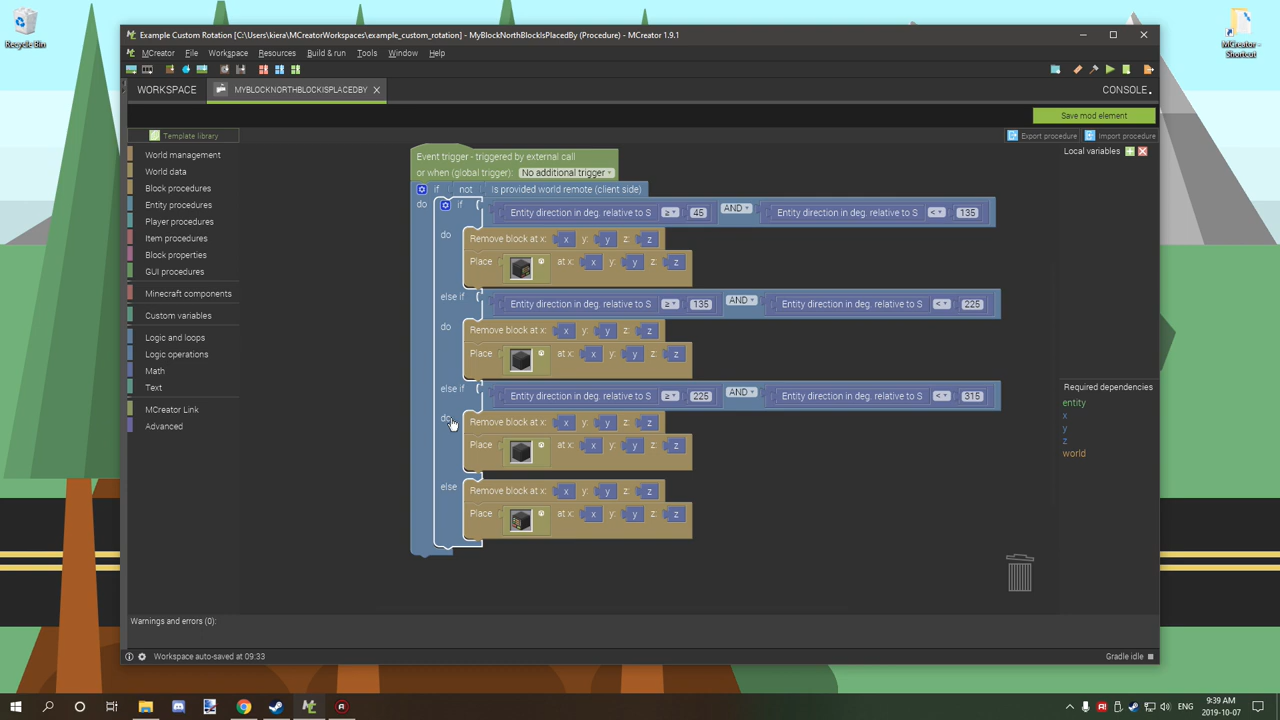 Recycle Bin
MCreator -
Shortcut
Example Custom Rotation [C:\Users\kiera\MCreatorWorkspaces\example_custom_rotation] - MyBlockNorthBlockIsPlacedBy (Procedure) - MCreator 1.9.1
MCreator File Workspace Resources Build & run Tools Window Help
WORKSPACE MYBLOCKNORTHBLOCKISPLACEDBY CONSOLE
Save mod element
Template library Export procedure Import procedure
World management
World data
Block procedures
Entity procedures
Player procedures
Item procedures
Block properties
GUI procedures
Minecraft components
Custom variables
Logic and loops
Logic operations
Math
Text
MCreator Link
Advanced
Event trigger - triggered by external call
or when (global trigger): No additional trigger
if not Is provided world remote (client side)
do if Entity direction in deg. relative to S ≥ 45 AND Entity direction in deg. relative to S < 135
do Remove block at x: x y: y z: z
Place at x: x y: y z: z
else if Entity direction in deg. relative to S ≥ 135 AND Entity direction in deg. relative to S < 225
do Remove block at x: x y: y z: z
Place at x: x y: y z: z
else if Entity direction in deg. relative to S ≥ 225 AND Entity direction in deg. relative to S < 315
do Remove block at x: x y: y z: z
Place at x: x y: y z: z
else Remove block at x: x y: y z: z
Place at x: x y: y z: z
Local variables
Required dependencies
entity
x
y
z
world
Warnings and errors (0):
Workspace auto-saved at 09:33 Gradle idle
ENG
9:39 AM
2019-10-07